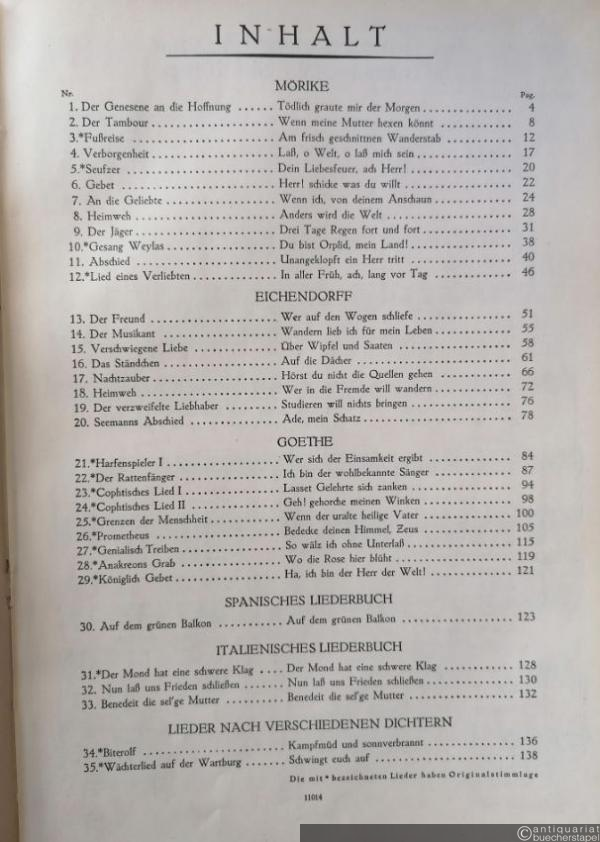 INHALT
MÖRIKE
Nr. Pag.
1. Der Genesene an die Hoffnung ...... Tödlich graute mir der Morgen ............... 4
2. Der Tambour ................ Wenn meine Mutter hexen könnt ............. 8
3.*Fußreise .................... Am frisch geschnittnen Wanderstab ........... 12
4. Verborgenheit ................ Laß, o Welt, o laß mich sein ................ 17
5.*Seufzer .................... Dein Liebesfeuer, ach Herr! ................ 20
6. Gebet .................... Herr! schicke was du willt ................ 22
7. An die Geliebte ............... Wenn ich, von deinem Anschaun ............. 24
8. Heimweh .................. Anders wird die Welt ................ 28
9. Der Jäger .................. Drei Tage Regen fort und fort ............... 31
10.*Gesang Weylas .............. Du bist Orplid, mein Land! ................ 38
11. Abschied .................. Unangeklopft ein Herr tritt ................ 40
12.*Lied eines Verliebten ............ In aller Früh, ach, lang vor Tag .............. 46
EICHENDORFF
13. Der Freund ................. Wer auf den Wogen schliefe ................ 51
14. Der Musikant ................ Wandern lieb ich für mein Leben ............. 55
15. Verschwiegene Liebe ............ Über Wipfel und Saaten ................ 58
16. Das Ständchen ............... Auf die Dächer .................... 61
17. Nachtzauber ................ Hörst du nicht die Quellen gehen ............ 66
18. Heimweh .................. Wer in die Fremde will wandern ............. 72
19. Der verzweifelte Liebhaber ........ Studieren will nichts bringen ............... 76
20. Seemanns Abschied ............. Ade, mein Schatz .................. 78
GOETHE
21.*Harfenspieler I ............... Wer sich der Einsamkeit ergibt .............. 84
22.*Der Rattenfänger .............. Ich bin der wohlbekannte Sänger ............. 87
23.*Cophtisches Lied I ............. Lasset Gelehrte sich zanken ................ 94
24.*Cophtisches Lied II ............ Geh! gehorche meinen Winken .............. 98
25.*Grenzen der Menschheit .......... Wenn der uralte heilige Vater .............. 100
26.*Prometheus ................. Bedecke deinen Himmel, Zeus .............. 105
27.*Genialisch Treiben ............. So wälz ich ohne Unterlaß ................ 115
28.*Anakreons Grab .............. Wo die Rose hier blüht ................ 119
29.*Königlich Gebet .............. Ha, ich bin der Herr der Welt! .............. 121
SPANISCHES LIEDERBUCH
30. Auf dem grünen Balkon .......... Auf dem grünen Balkon ................ 123
ITALIENISCHES LIEDERBUCH
31.*Der Mond hat eine schwere Klag .... Der Mond hat eine schwere Klag ............ 128
32. Nun laß uns Frieden schließen ...... Nun laß uns Frieden schließen .............. 130
33. Benedeit die sel'ge Mutter ......... Benedeit die sel'ge Mutter ................ 132
LIEDER NACH VERSCHIEDENEN DICHTERN
34.*Biterolf ................... Kampfmüd und sonnverbrannt .............. 136
35.*Wächterlied auf der Wartburg ...... Schwingt euch auf .................. 138
Die mit * bezeichneten Lieder haben Originalstimmlage
11014
©antiquariat
buecherstapel